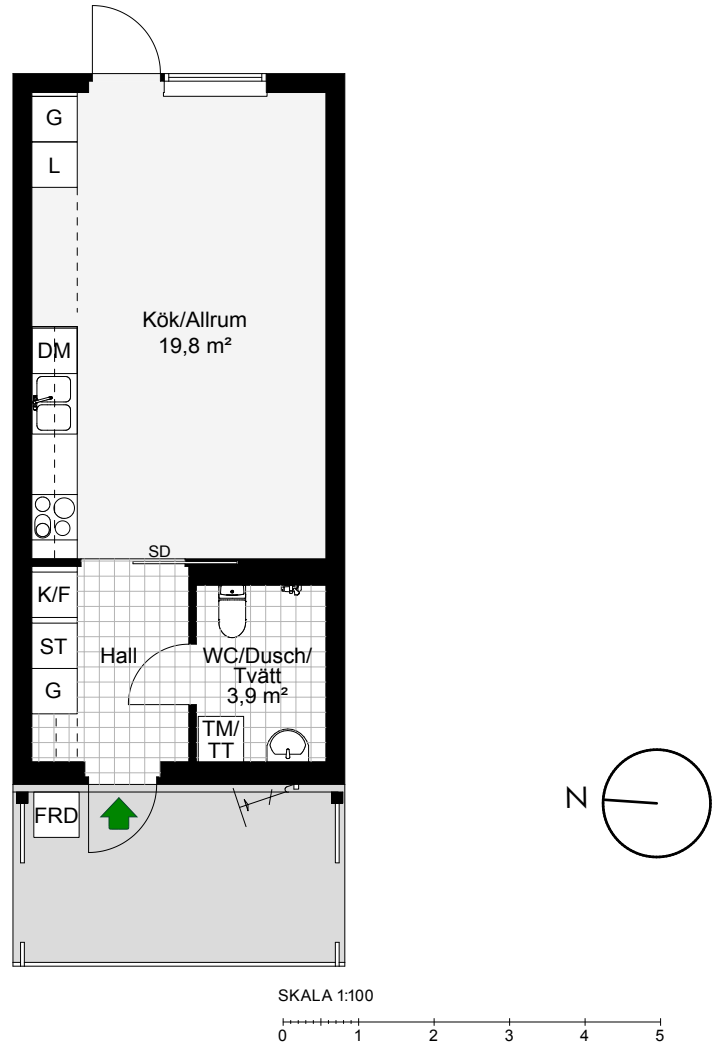 G
L
Kök/Allrum
19,8 m²
DM
SD
K/F
ST
G
Hall
WC/Dusch/
Tvätt
3,9 m²
TM/
TT
FRD
N
SKALA 1:100
0 1 2 3 4 5